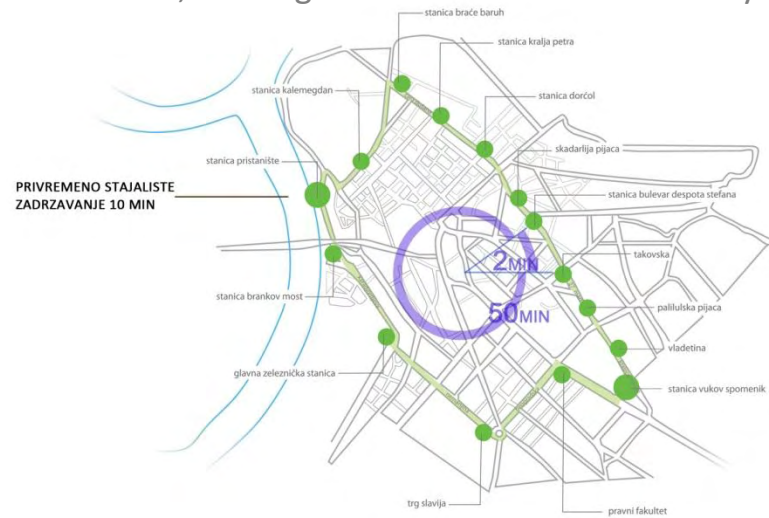 stanica braće baruh
stanica kralja petra
stanica kalemegdan
stanica dorćol
skadarlija pijaca
stanica pristanište
PRIVREMENO STAJALISTE
ZADRZAVANJE 10 MIN
stanica bulevar despota stefana
2MIN
takovska
stanica brankov most
50MIN
palilulska pijaca
vladetina
glavna zeleznička stanica
stanica vukov spomenik
trg slavija
pravni fakultet